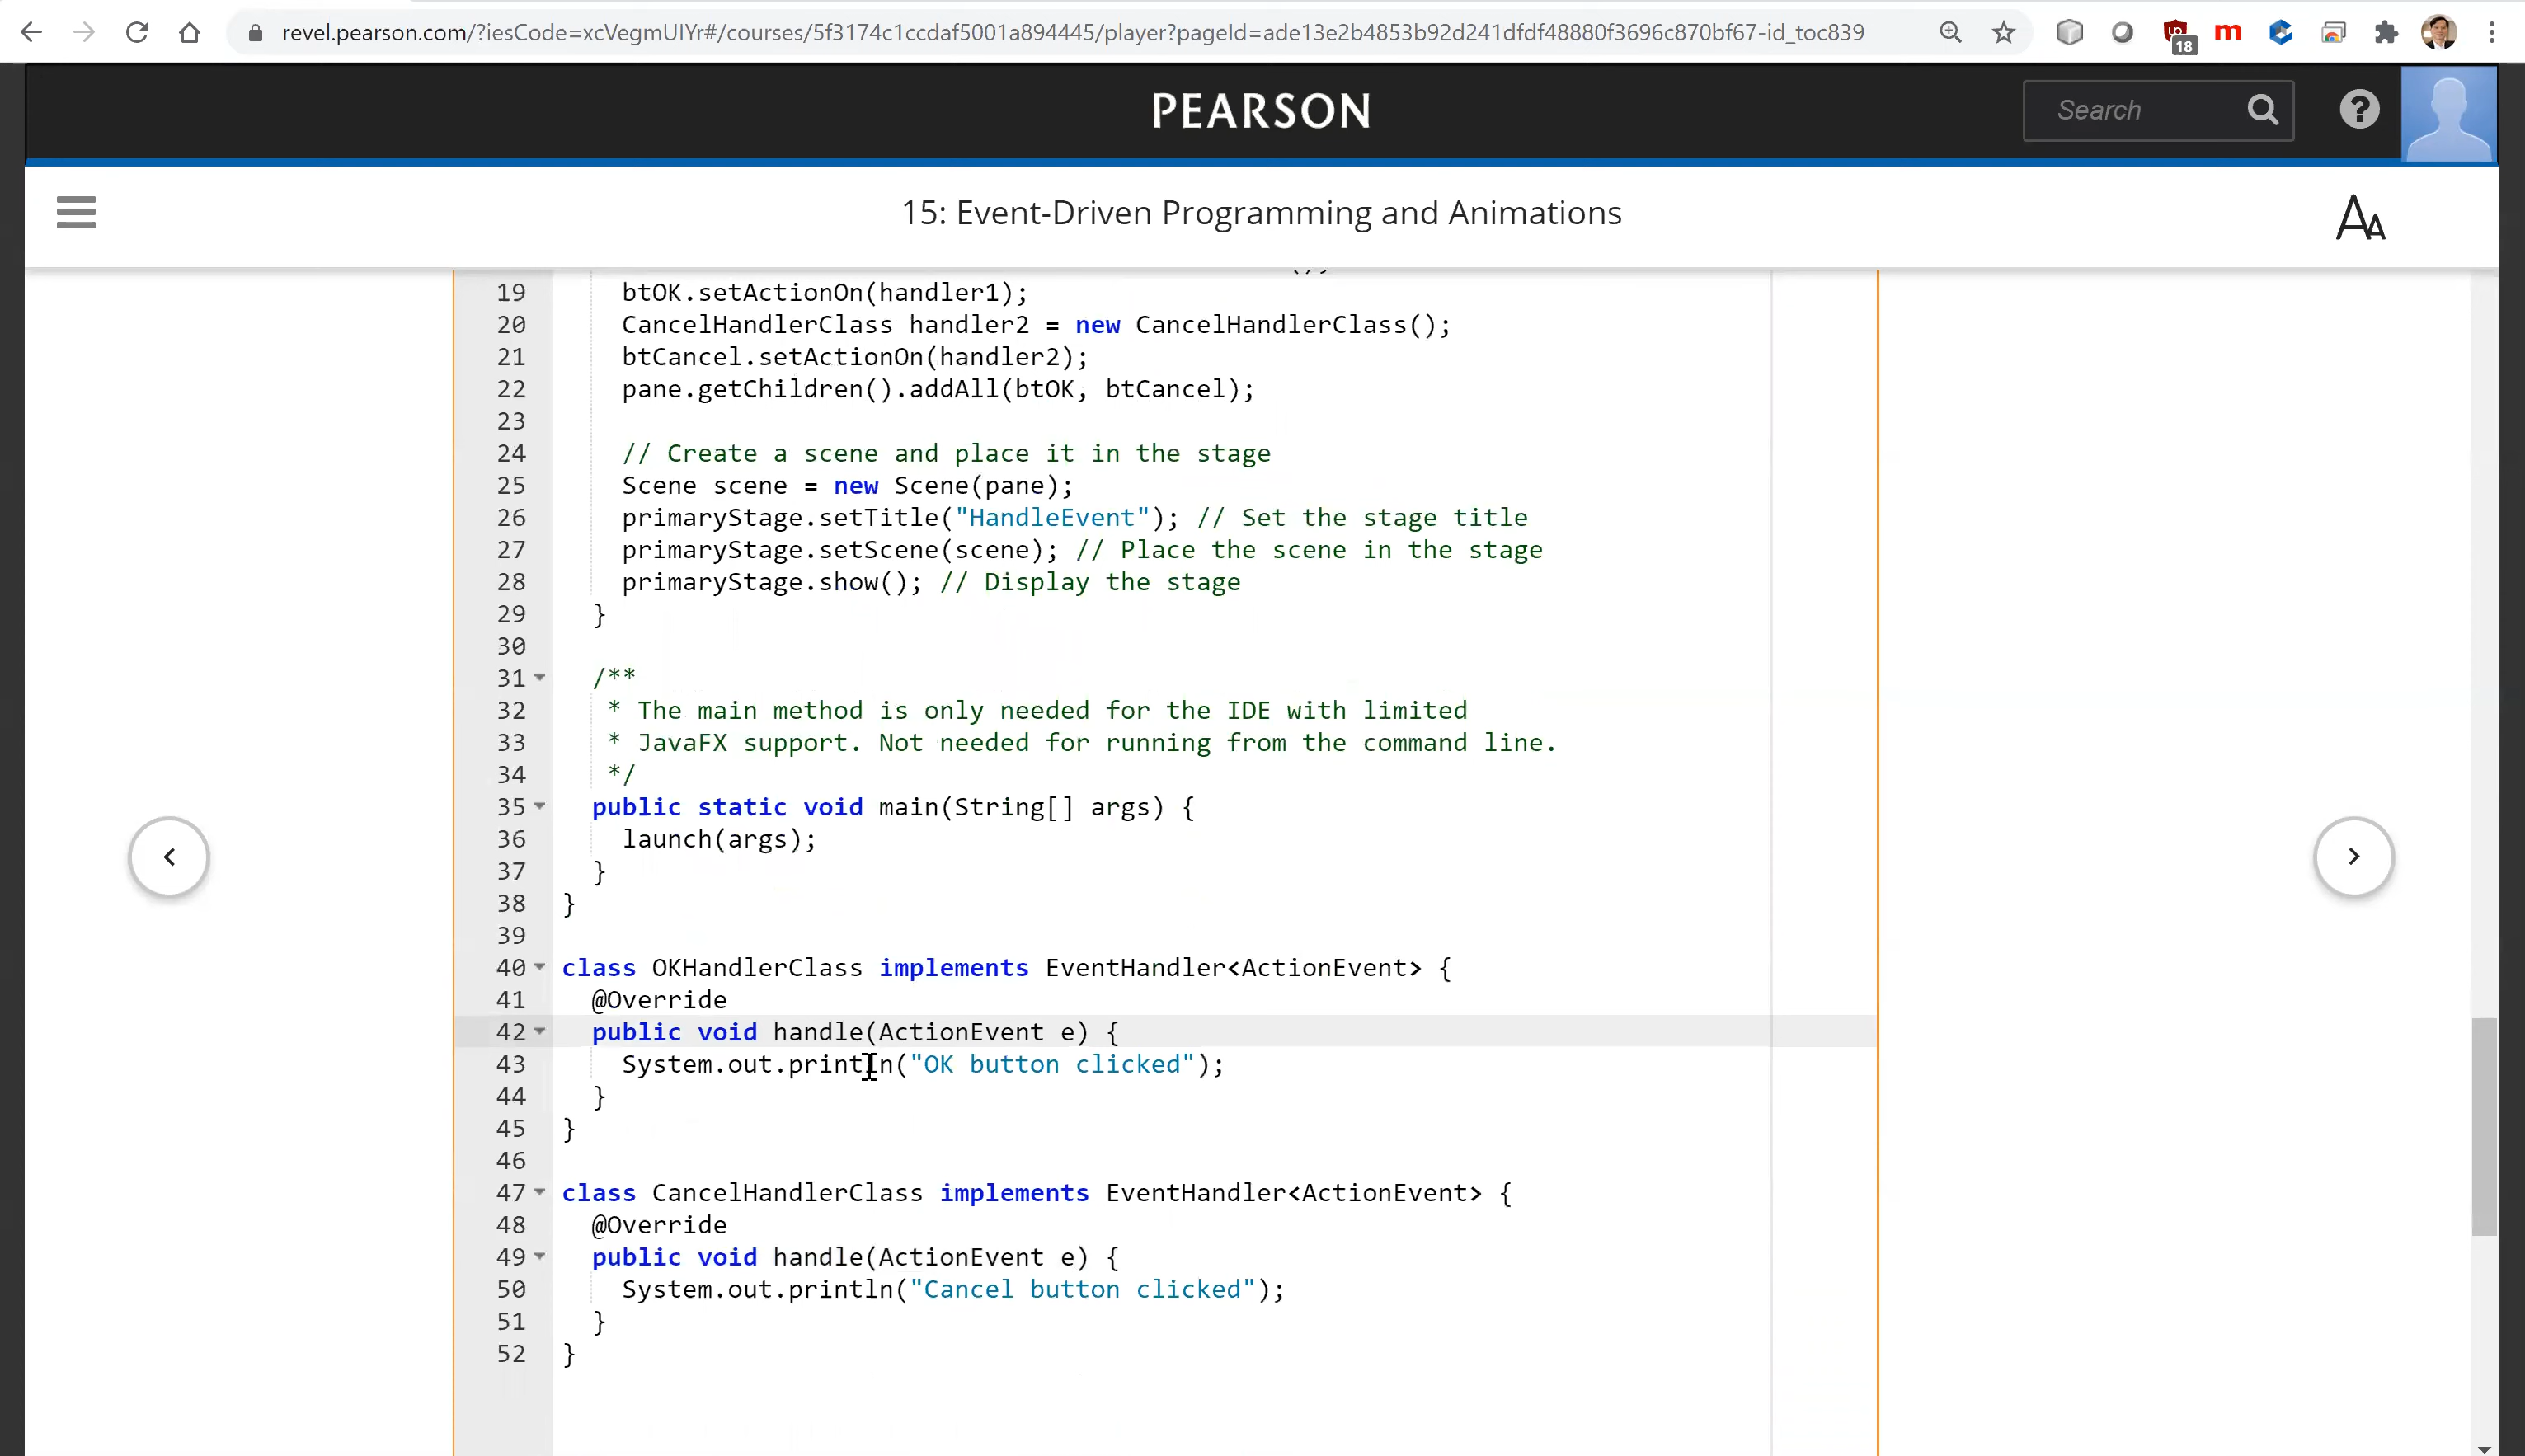 revel.pearson.com/?iesCode=xcVegmUIYr#/courses/5f3174c1ccdaf5001a894445/player?pageId=ade13e2b4853b92d241dfdf48880f3696c870bf67-id_toc839
18
m
PEARSON
Search
?
15: Event-Driven Programming and Animations
AA
19 btOK.setActionOn(handler1);
20 CancelHandlerClass handler2 = new CancelHandlerClass();
21 btCancel.setActionOn(handler2);
22 pane.getChildren().addAll(btOK, btCancel);
23
24 // Create a scene and place it in the stage
25 Scene scene = new Scene(pane);
26 primaryStage.setTitle("HandleEvent"); // Set the stage title
27 primaryStage.setScene(scene); // Place the scene in the stage
28 primaryStage.show(); // Display the stage
29 }
30
31 /**
32 * The main method is only needed for the IDE with limited
33 * JavaFX support. Not needed for running from the command line.
34 */
35 public static void main(String[] args) {
36 launch(args);
37 }
38 }
39
40 class OKHandlerClass implements EventHandler<ActionEvent> {
41 @Override
42 public void handle(ActionEvent e) {
43 System.out.println("OK button clicked");
44 }
45 }
46
47 class CancelHandlerClass implements EventHandler<ActionEvent> {
48 @Override
49 public void handle(ActionEvent e) {
50 System.out.println("Cancel button clicked");
51 }
52 }